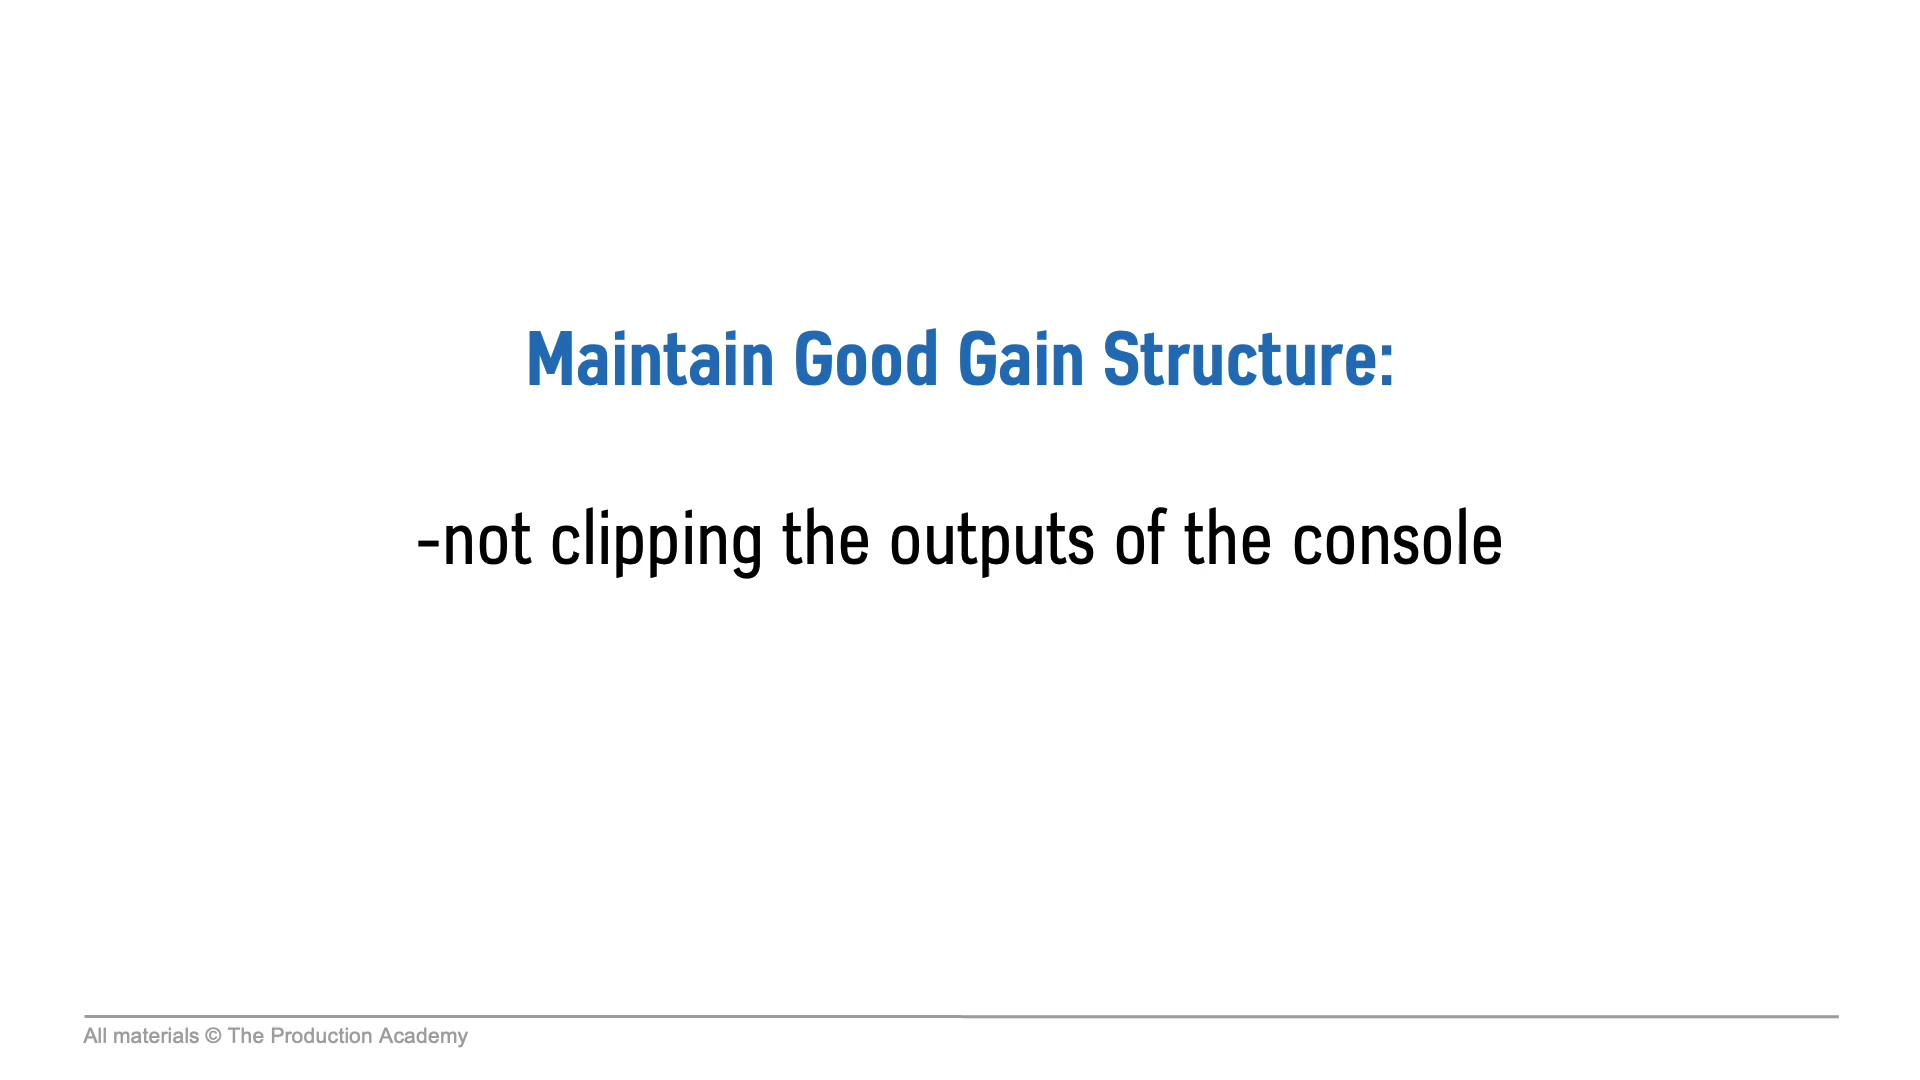 Maintain Good Gain Structure:
-not clipping the outputs of the console
All materials © The Production Academy